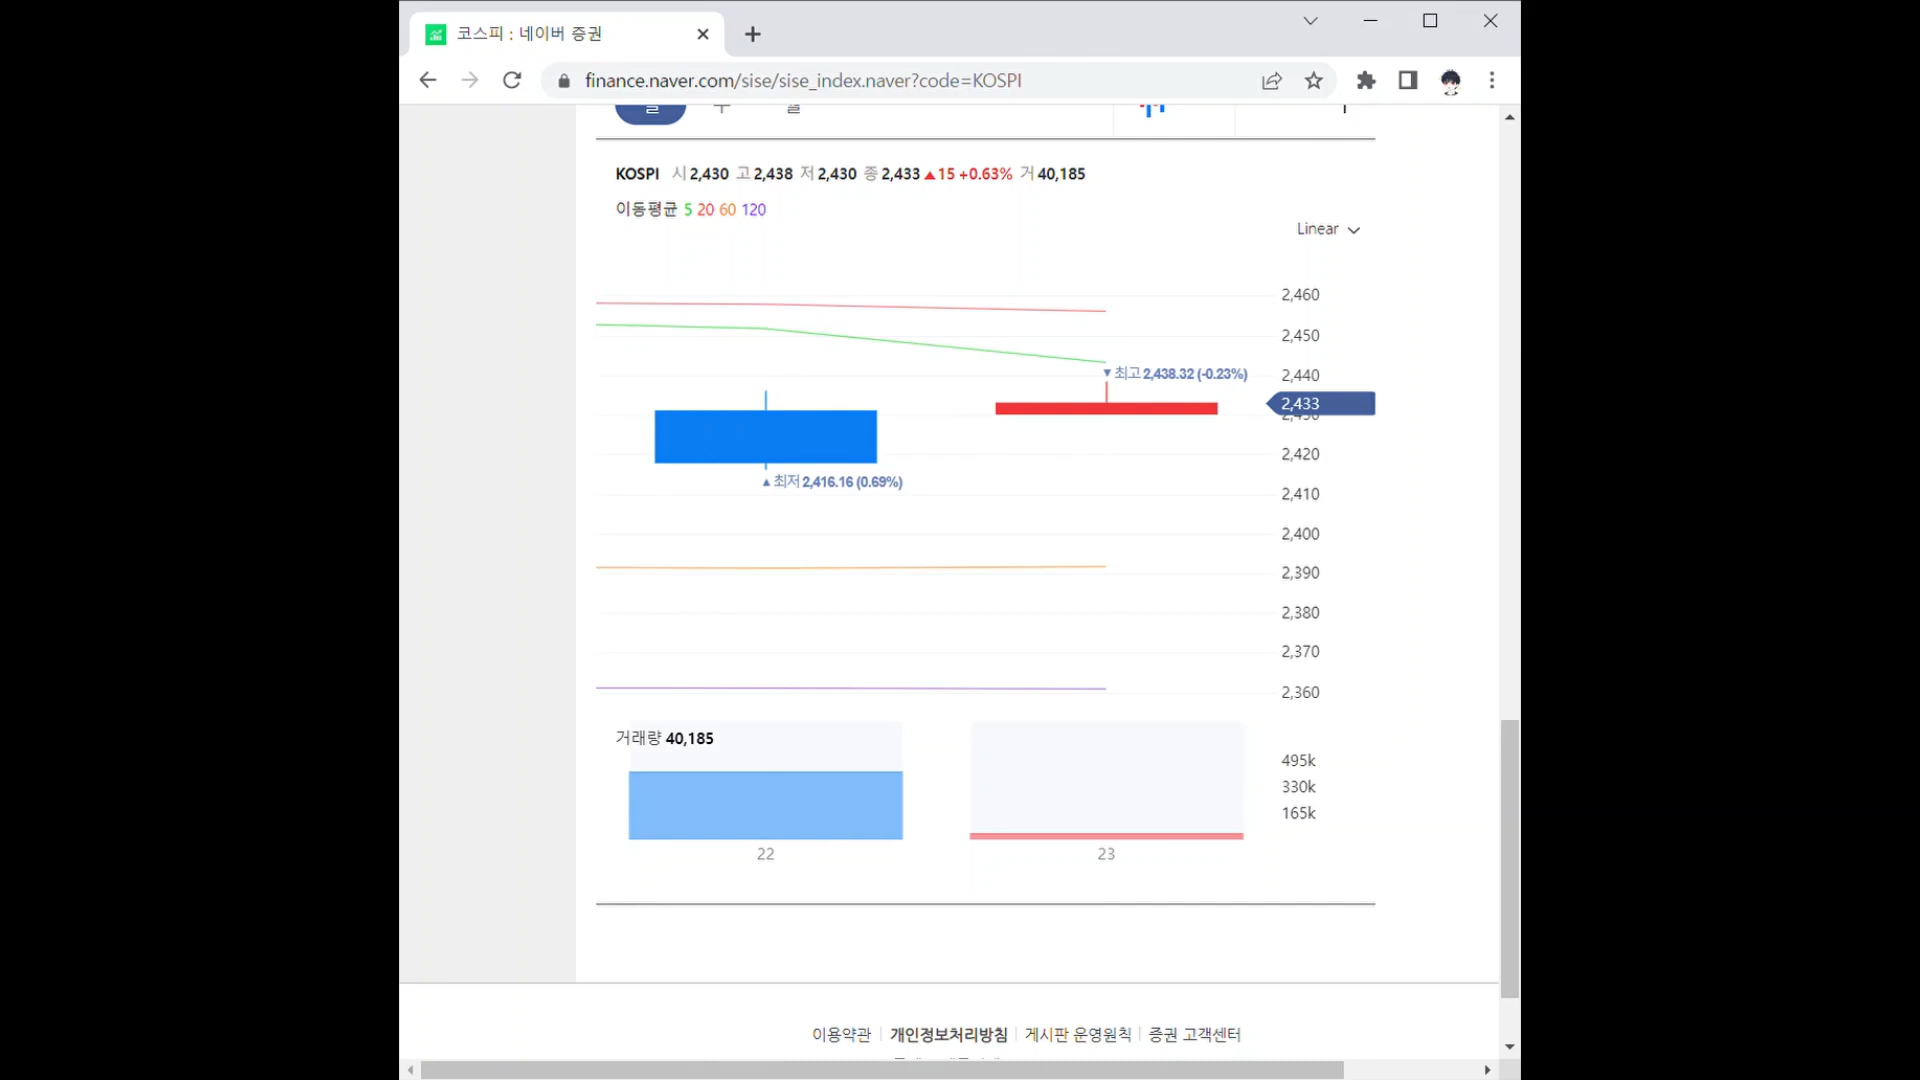 코스피 : 네이버 증권
finance.naver.com/sise/sise_index.naver?code=KOSPI
KOSPI 시 2,430 고 2,438 저 2,430 종 2,433 ▲15 +0.63% 거 40,185
이동평균 5 20 60 120
Linear
2,460
2,450
▼최고 2,438.32 (-0.23%)
2,440
2,433
2,430
2,420
▲최저 2,416.16 (0.69%)
2,410
2,400
2,390
2,380
2,370
2,360
거래량 40,185
495k
330k
165k
22 23
이용약관 개인정보처리방침 게시판 운영원칙 증권 고객센터